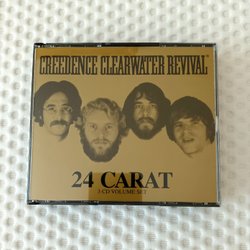 CREEDENCE CLEARWATER REVIVAL
24 CARAT
3 CD VOLUME SET